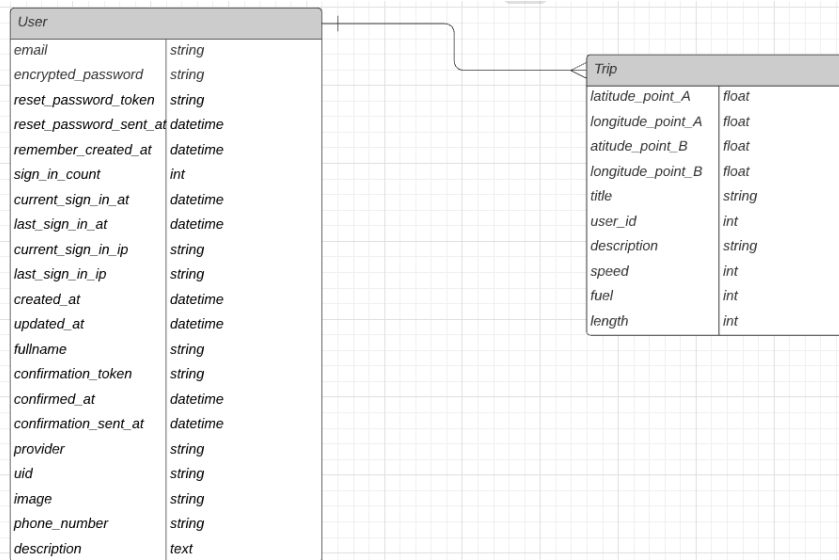 User
email string
encrypted_password string
reset_password_token string
reset_password_sent_at datetime
remember_created_at datetime
sign_in_count int
current_sign_in_at datetime
last_sign_in_at datetime
current_sign_in_ip string
last_sign_in_ip string
created_at datetime
updated_at datetime
fullname string
confirmation_token string
confirmed_at datetime
confirmation_sent_at datetime
provider string
uid string
image string
phone_number string
description text
Trip
latitude_point_A float
longitude_point_A float
atitude_point_B float
longitude_point_B float
title string
user_id int
description string
speed int
fuel int
length int